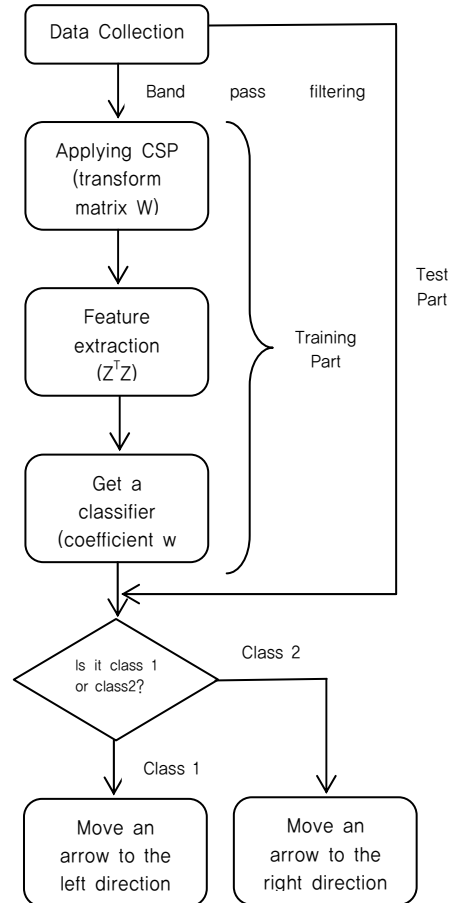 Data Collection
Band pass filtering
Applying CSP
(transform
matrix W)
Test
Part
Feature
extraction
(ZᵀZ)
Training
Part
Get a
classifier
(coefficient w
Is it class 1
or class2?
Class 2
Class 1
Move an
arrow to the
left direction
Move an
arrow to the
right direction